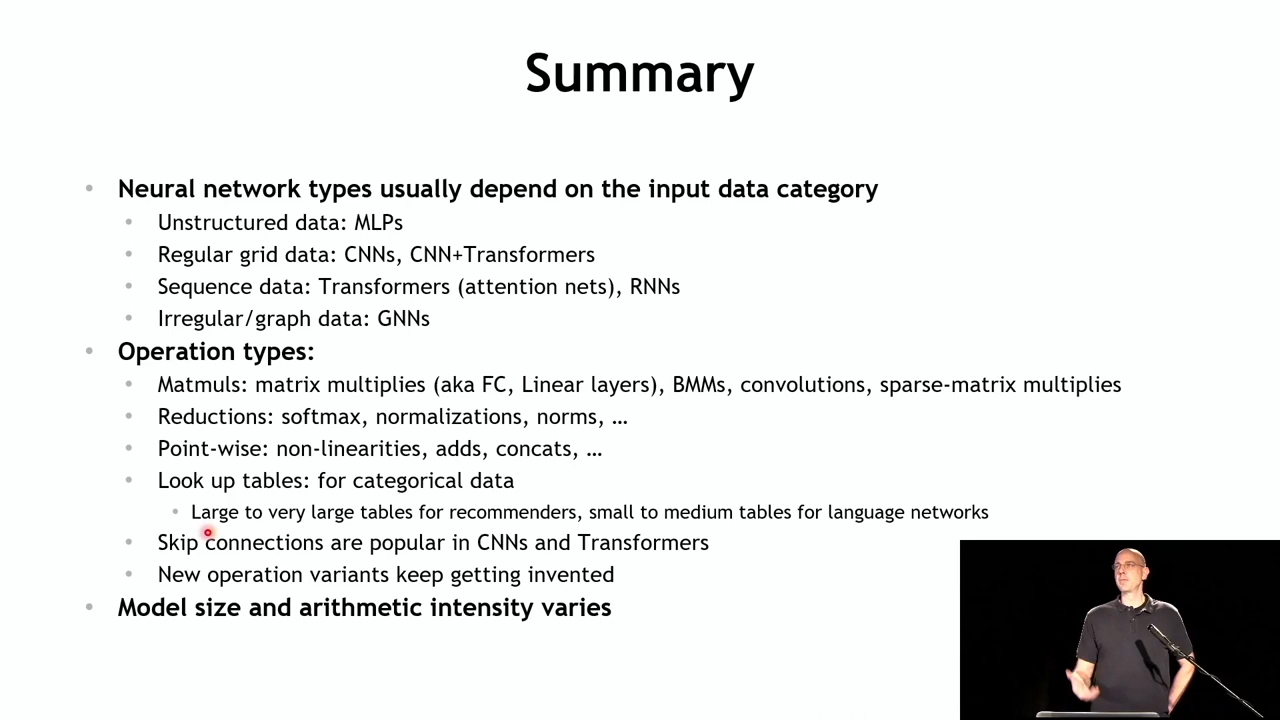 Summary
• Neural network types usually depend on the input data category
• Unstructured data: MLPs
• Regular grid data: CNNs, CNN+Transformers
• Sequence data: Transformers (attention nets), RNNs
• Irregular/graph data: GNNs
• Operation types:
• Matmuls: matrix multiplies (aka FC, Linear layers), BMMs, convolutions, sparse-matrix multiplies
• Reductions: softmax, normalizations, norms, …
• Point-wise: non-linearities, adds, concats, …
• Look up tables: for categorical data
• Large to very large tables for recommenders, small to medium tables for language networks
• Skip connections are popular in CNNs and Transformers
• New operation variants keep getting invented
• Model size and arithmetic intensity varies